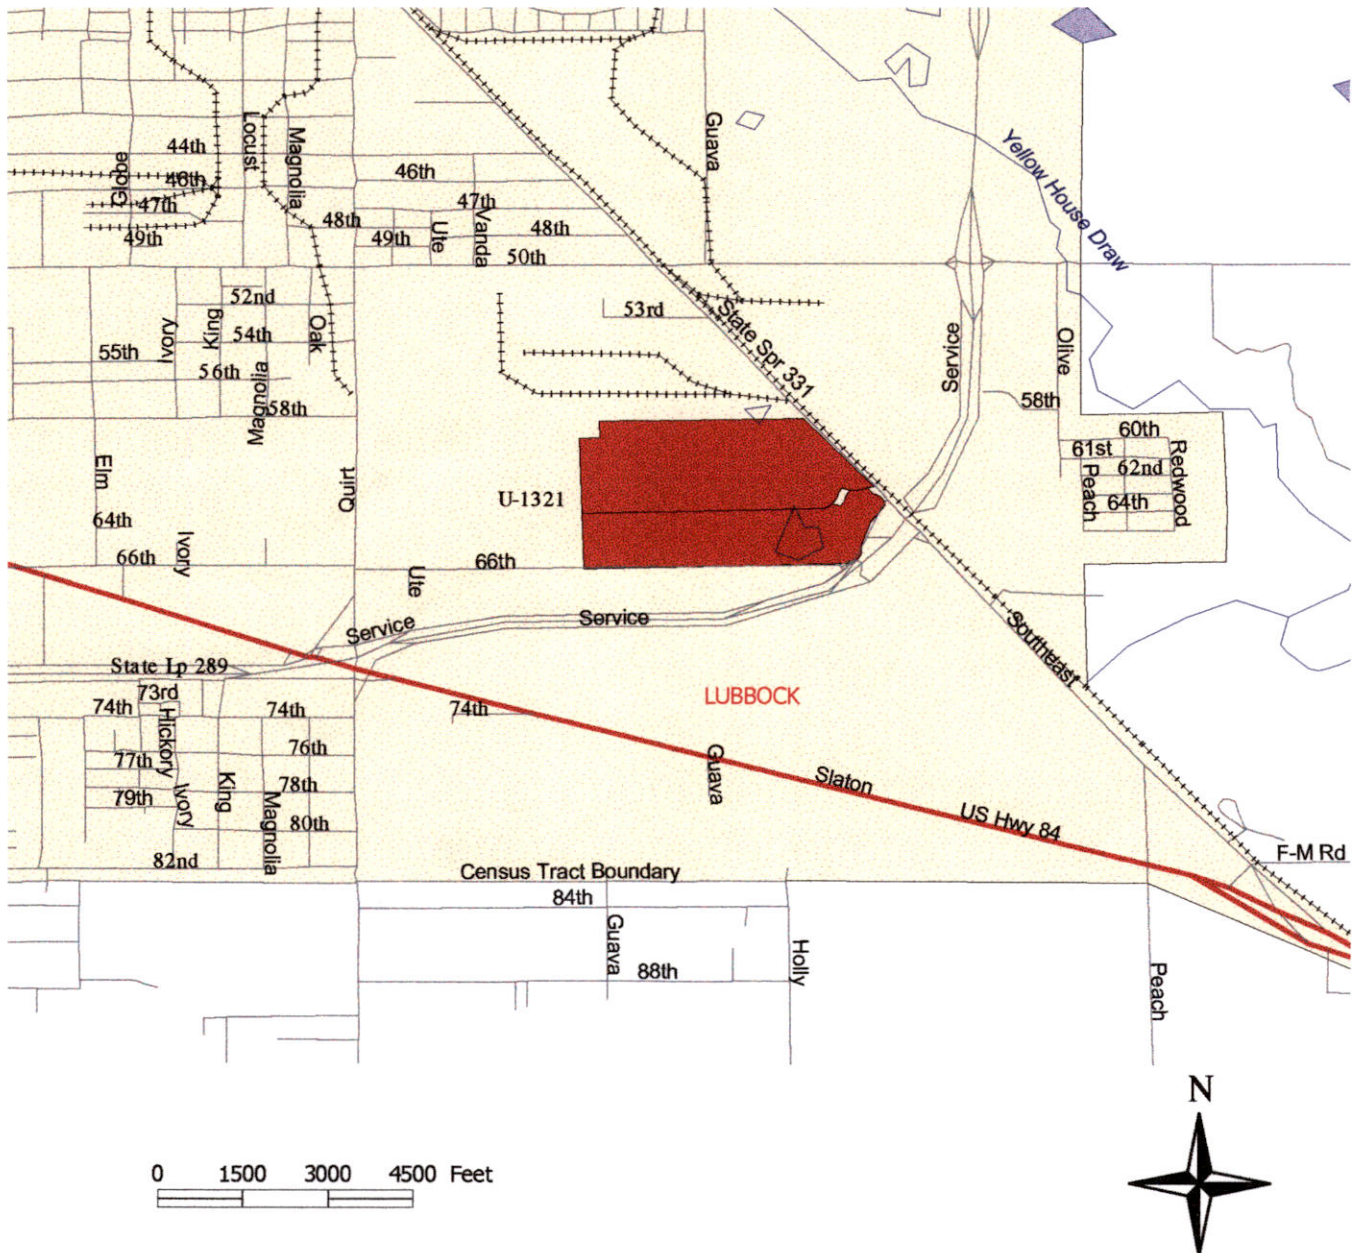 Locust
Magnolia
Guava
44th
Globe
46th
46th
47th
47th
48th
Ute
Vanda
48th
49th
49th
50th
Yellow House Draw
52nd
53rd
State Spr 331
Ivory
King
54th
Oak
55th
56th
Magnolia
58th
Service
Olive
58th
60th
61st
Peach
62nd
Redwood
64th
Elm
Quirt
U-1321
64th
66th
Ivory
66th
Ute
Service
Service
Southeast
State Lp 289
73rd
74th
Hickory
74th
74th
LUBBOCK
76th
Guava
77th
King
78th
Slaton
79th
Ivory
Magnolia
80th
US Hwy 84
82nd
F-M Rd
Census Tract Boundary
84th
Guava
88th
Holly
Peach
N
0 1500 3000 4500 Feet